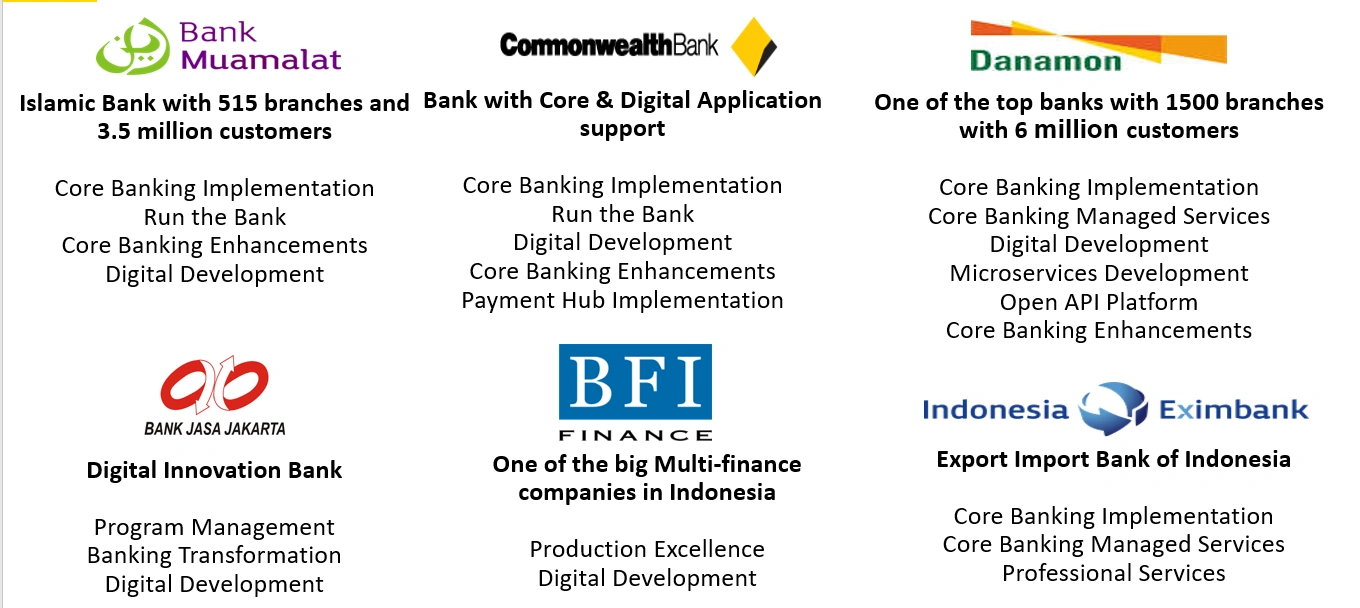 Bank
Muamalat
Islamic Bank with 515 branches and
3.5 million customers
Core Banking Implementation
Run the Bank
Core Banking Enhancements
Digital Development
CommonwealthBank
Bank with Core & Digital Application
support
Core Banking Implementation
Run the Bank
Digital Development
Core Banking Enhancements
Payment Hub Implementation
Danamon
One of the top banks with 1500 branches
with 6 million customers
Core Banking Implementation
Core Banking Managed Services
Digital Development
Microservices Development
Open API Platform
Core Banking Enhancements
BANK JASA JAKARTA
Digital Innovation Bank
Program Management
Banking Transformation
Digital Development
BFI
FINANCE
One of the big Multi-finance
companies in Indonesia
Production Excellence
Digital Development
Indonesia Eximbank
Export Import Bank of Indonesia
Core Banking Implementation
Core Banking Managed Services
Professional Services